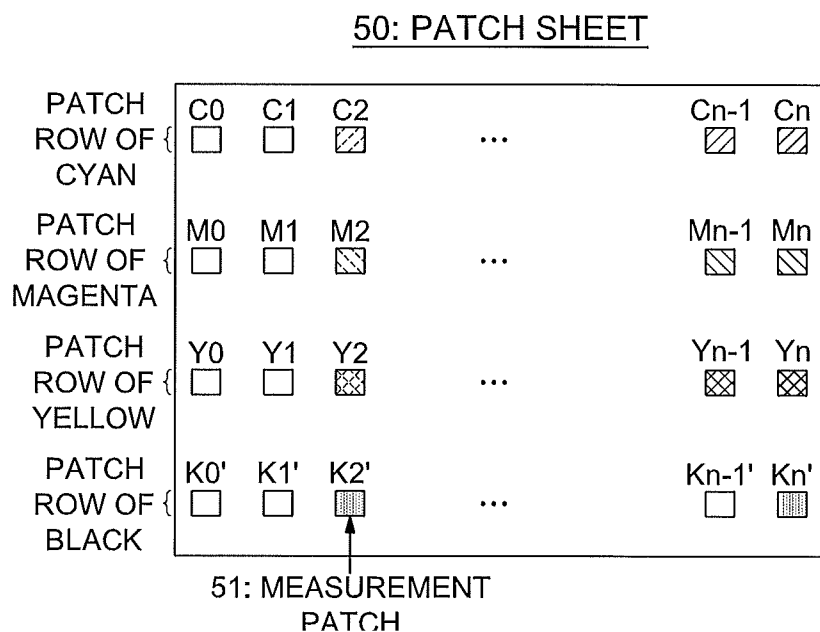 50: PATCH SHEET
PATCH ROW OF CYAN
C0 C1 C2 ... Cn-1 Cn
PATCH ROW OF MAGENTA
M0 M1 M2 ... Mn-1 Mn
PATCH ROW OF YELLOW
Y0 Y1 Y2 ... Yn-1 Yn
PATCH ROW OF BLACK
K0' K1' K2' ... Kn-1' Kn'
51: MEASUREMENT
PATCH